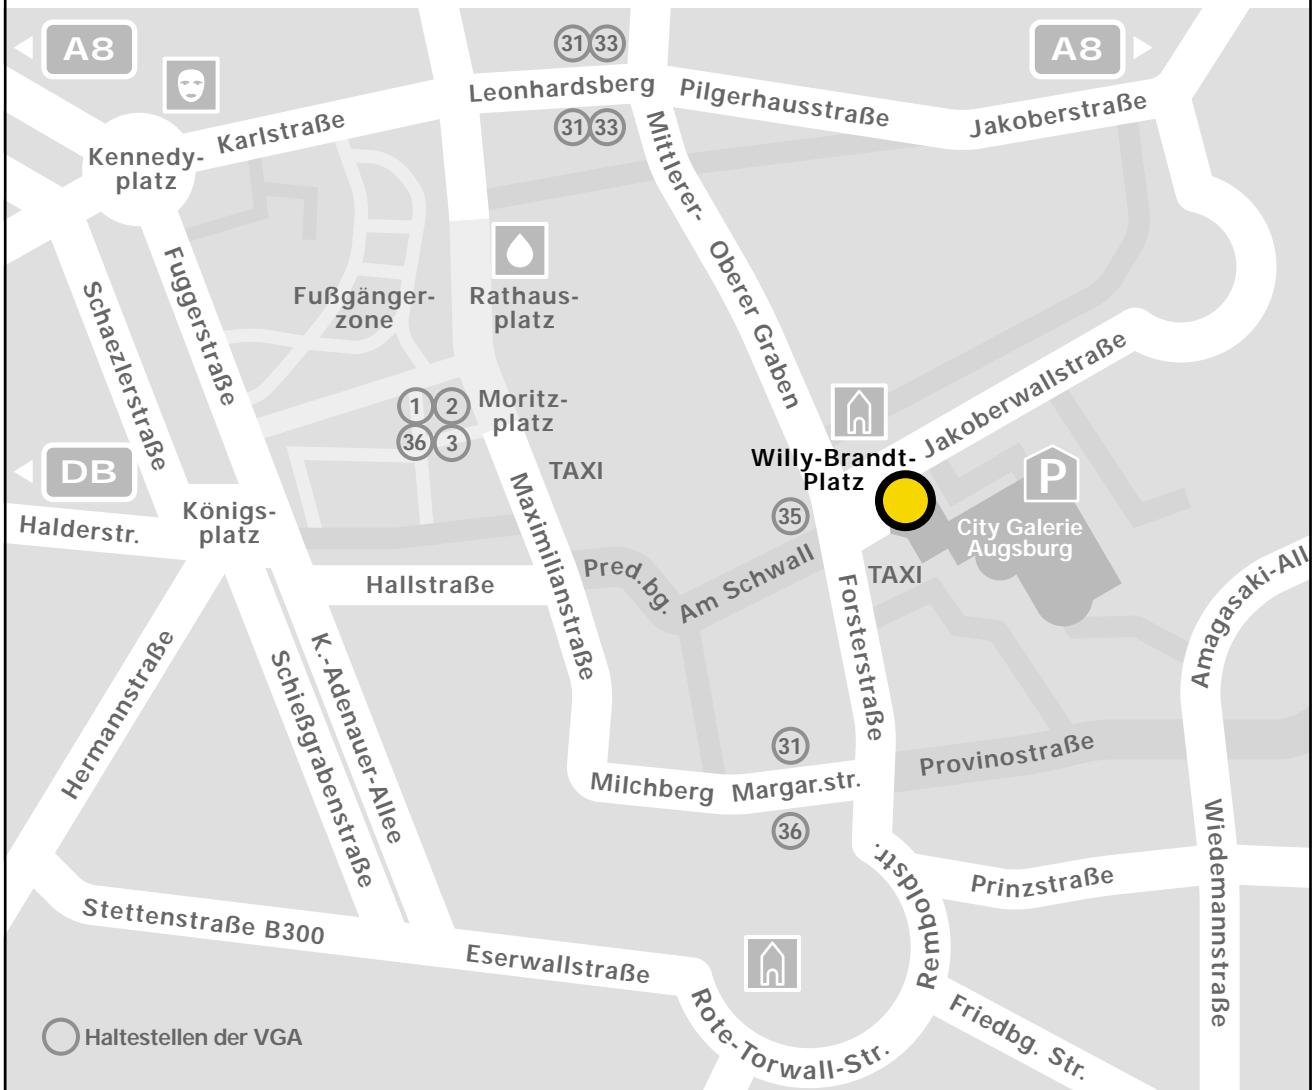 A8
31 33
A8
Leonhardsberg
Pilgerhausstraße
Jakoberstraße
31 33
Karlstraße
Kennedy-
platz
Mittlerer-
Oberer Graben
Fuggerstraße
Schaezlerstraße
Fußgänger-
zone
Rathaus-
platz
Jakoberwallstraße
1 2
36 3
Moritz-
platz
TAXI
DB
Willy-Brandt-
Platz
P
35
City Galerie
Augsburg
Halderstr.
Königs-
platz
Maximilianstraße
Hallstraße
Pred.bg.
Am Schwall
TAXI
Forsterstraße
Amagasaki-All
Hermannstraße
Schießgrabenstraße
K.-Adenauer-Allee
31
Provinostraße
Milchberg
Margar.str.
36
Remboldstr.
Prinzstraße
Wiedemannstraße
Stettenstraße B300
Eserwallstraße
Rote-Torwall-Str.
Friedbg. Str.
Haltestellen der VGA